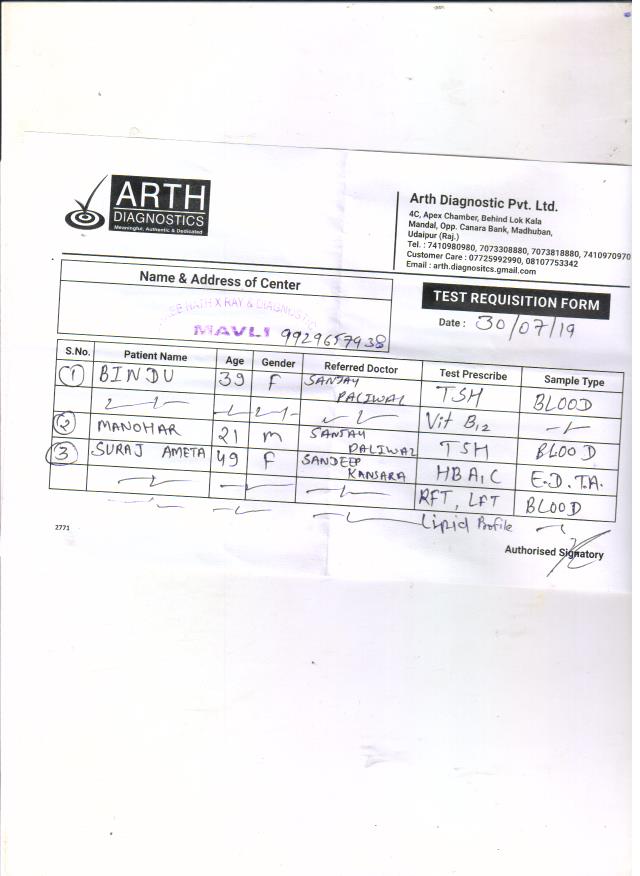 ARTH
DIAGNOSTICS
Meaningful, Authentic & Dedicated
Arth Diagnostic Pvt. Ltd.
4C, Apex Chamber, Behind Lok Kala
Mandal, Opp. Canara Bank, Madhuban,
Udaipur (Raj.)
Tel. : 7410980980, 7073308880, 7073818880, 7410970970
Customer Care : 07725992990, 08107753342
Email : arth.diagnositcs.gmail.com
Name & Address of Center
NATH X RAY & DIAGNOSTIC
MAVLI 9929657938
TEST REQUISITION FORM
Date : 30/07/19
S.No. Patient Name Age Gender Referred Doctor Test Prescribe Sample Type
1 BINDU 39 F SANJAY PALIWAL TSH BLOOD
Vit B12
2 MANOHAR 21 M SANJAY PALIWAL TSH BLOOD
3 SURAJ AMETA 49 F SANDEEP KANSARA HBA1C E.D.T.A.
RFT, LFT BLOOD
Lipid Profile
2771
Authorised Signatory